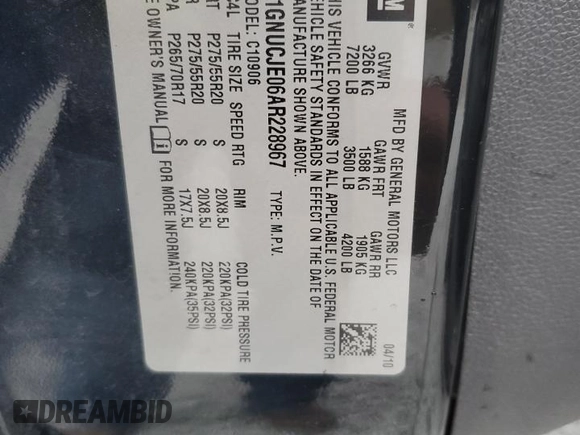 GM
MFD BY GENERAL MOTORS LLC
04/10
GVWR GAWR FRT GAWR RR
3266 KG 1588 KG 1905 KG
7200 LB 3500 LB 4200 LB
THIS VEHICLE CONFORMS TO ALL APPLICABLE U.S. FEDERAL MOTOR
VEHICLE SAFETY STANDARDS IN EFFECT ON THE DATE OF
MANUFACTURE SHOWN ABOVE.
1GNUCJE06AR228967 TYPE: M.P.V.
MODEL: C10906
TIRE SIZE SPEED RTG RIM COLD TIRE PRESSURE
P275/55R20 S 20X8.5J 220KPA(32PSI)
P275/55R20 S 20X8.5J 220KPA(32PSI)
P265/70R17 S 17X7.5J 240KPA(35PSI)
OWNER'S MANUAL FOR MORE INFORMATION.
DREAMBID